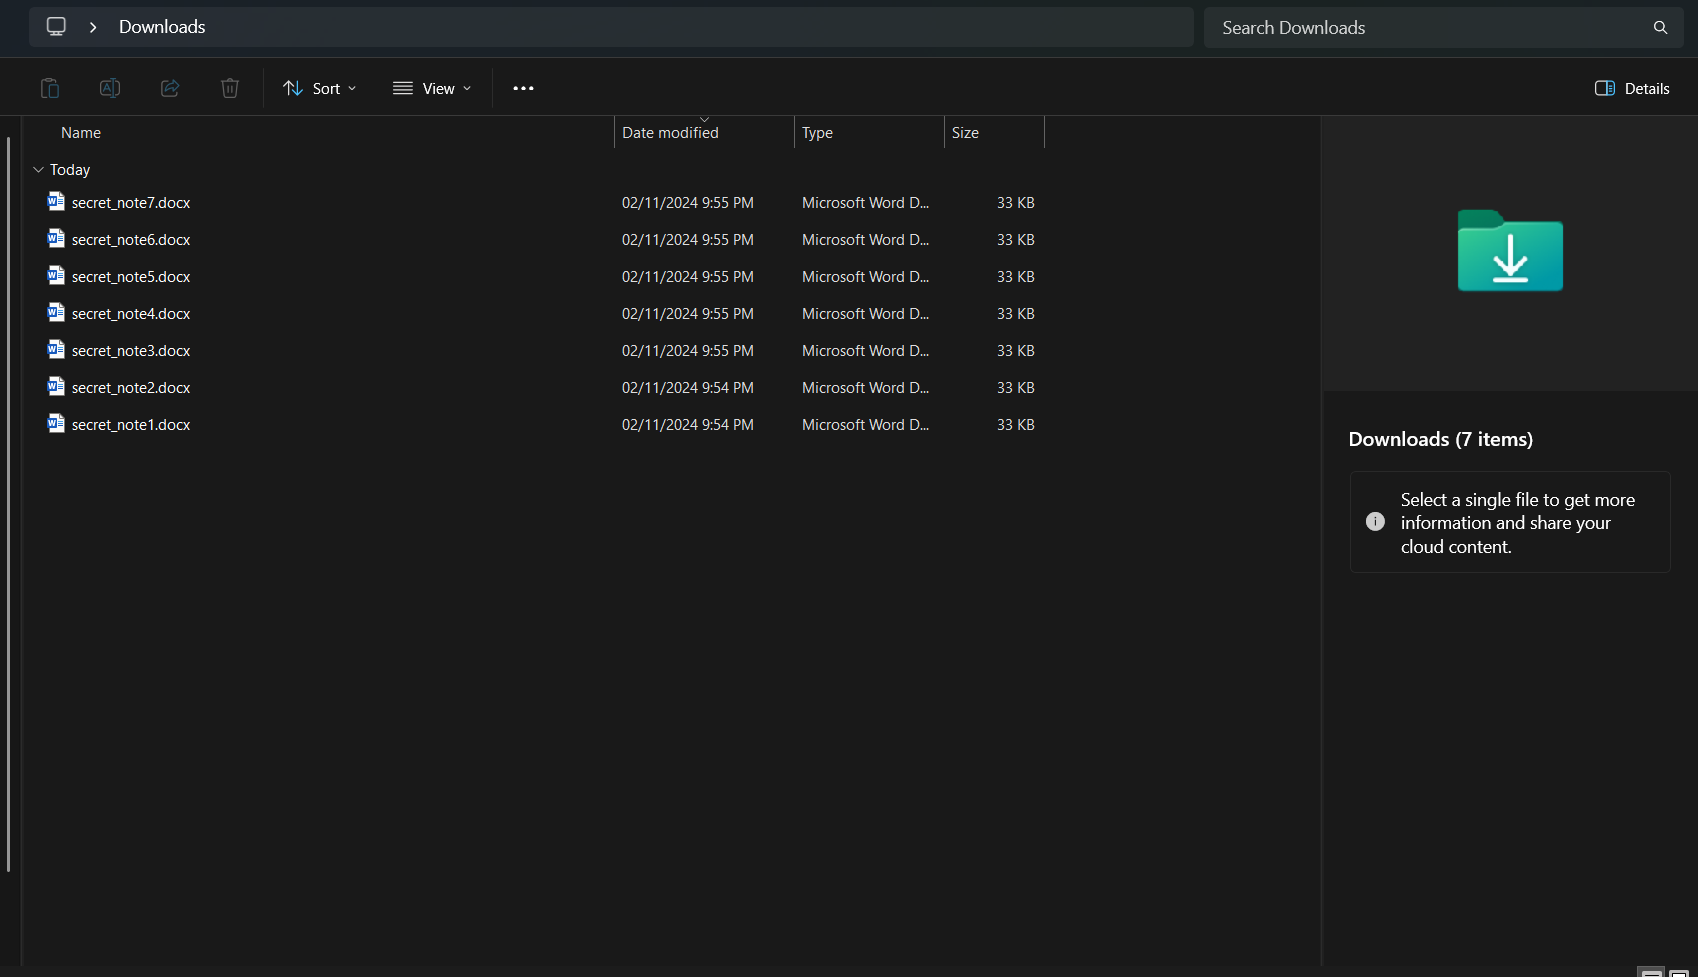 Downloads
Search Downloads
Sort
View
Details
Name Date modified Type Size
Today
secret_note7.docx 02/11/2024 9:55 PM Microsoft Word D... 33 KB
secret_note6.docx 02/11/2024 9:55 PM Microsoft Word D... 33 KB
secret_note5.docx 02/11/2024 9:55 PM Microsoft Word D... 33 KB
secret_note4.docx 02/11/2024 9:55 PM Microsoft Word D... 33 KB
secret_note3.docx 02/11/2024 9:55 PM Microsoft Word D... 33 KB
secret_note2.docx 02/11/2024 9:54 PM Microsoft Word D... 33 KB
secret_note1.docx 02/11/2024 9:54 PM Microsoft Word D... 33 KB
Downloads (7 items)
Select a single file to get more
information and share your
cloud content.